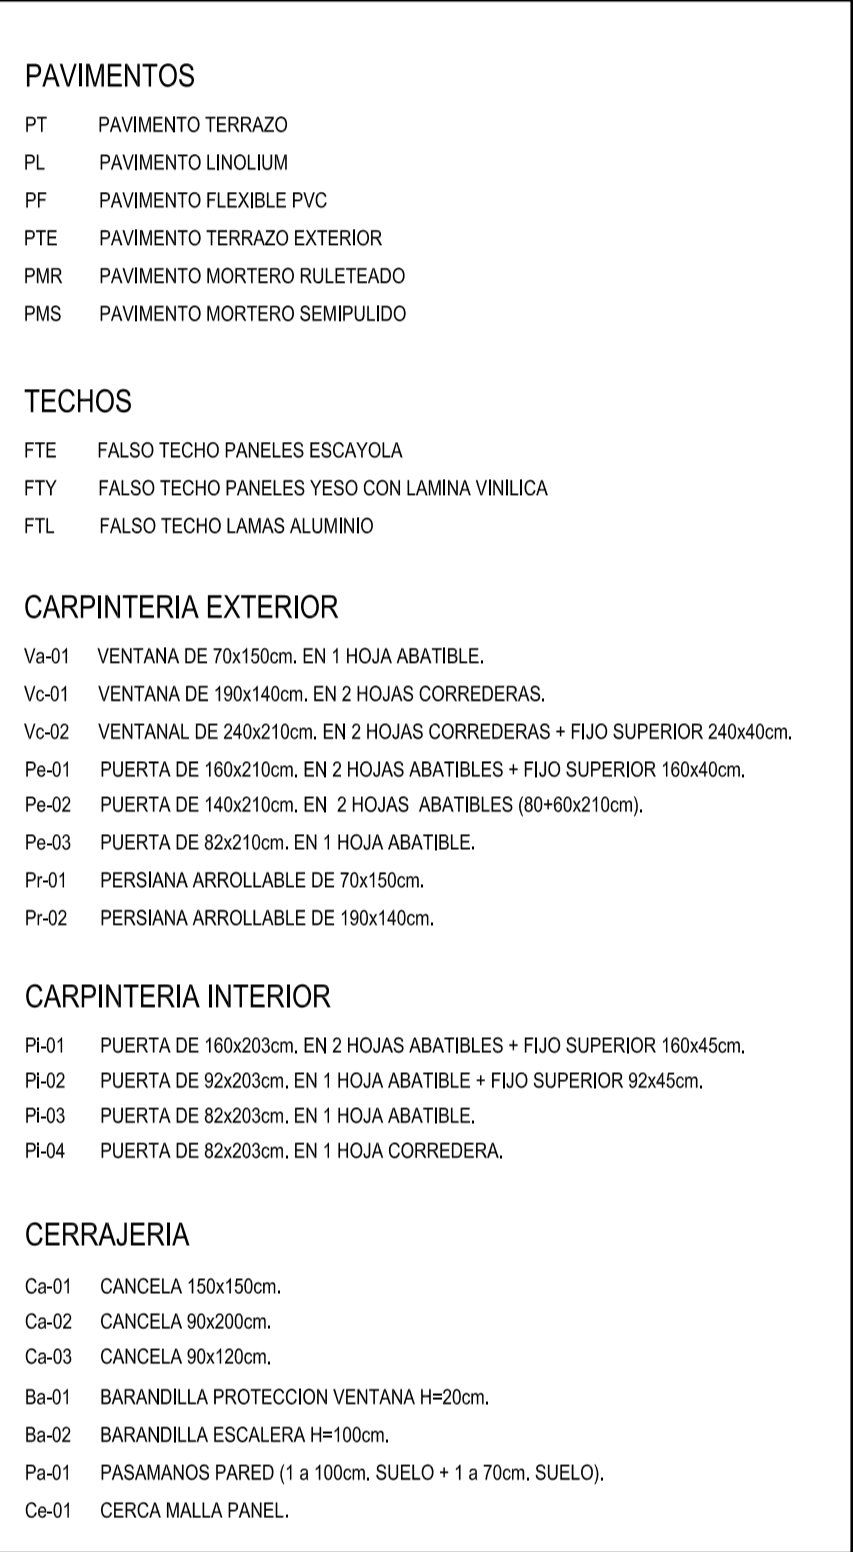 PAVIMENTOS
PT PAVIMENTO TERRAZO
PL PAVIMENTO LINOLIUM
PF PAVIMENTO FLEXIBLE PVC
PTE PAVIMENTO TERRAZO EXTERIOR
PMR PAVIMENTO MORTERO RULETEADO
PMS PAVIMENTO MORTERO SEMIPULIDO
TECHOS
FTE FALSO TECHO PANELES ESCAYOLA
FTY FALSO TECHO PANELES YESO CON LAMINA VINILICA
FTL FALSO TECHO LAMAS ALUMINIO
CARPINTERIA EXTERIOR
Va-01 VENTANA DE 70x150cm. EN 1 HOJA ABATIBLE.
Vc-01 VENTANA DE 190x140cm. EN 2 HOJAS CORREDERAS.
Vc-02 VENTANAL DE 240x210cm. EN 2 HOJAS CORREDERAS + FIJO SUPERIOR 240x40cm.
Pe-01 PUERTA DE 160x210cm. EN 2 HOJAS ABATIBLES + FIJO SUPERIOR 160x40cm.
Pe-02 PUERTA DE 140x210cm. EN 2 HOJAS ABATIBLES (80+60x210cm).
Pe-03 PUERTA DE 82x210cm. EN 1 HOJA ABATIBLE.
Pr-01 PERSIANA ARROLLABLE DE 70x150cm.
Pr-02 PERSIANA ARROLLABLE DE 190x140cm.
CARPINTERIA INTERIOR
Pi-01 PUERTA DE 160x203cm. EN 2 HOJAS ABATIBLES + FIJO SUPERIOR 160x45cm.
Pi-02 PUERTA DE 92x203cm. EN 1 HOJA ABATIBLE + FIJO SUPERIOR 92x45cm.
Pi-03 PUERTA DE 82x203cm. EN 1 HOJA ABATIBLE.
Pi-04 PUERTA DE 82x203cm. EN 1 HOJA CORREDERA.
CERRAJERIA
Ca-01 CANCELA 150x150cm.
Ca-02 CANCELA 90x200cm.
Ca-03 CANCELA 90x120cm.
Ba-01 BARANDILLA PROTECCION VENTANA H=20cm.
Ba-02 BARANDILLA ESCALERA H=100cm.
Pa-01 PASAMANOS PARED (1 a 100cm. SUELO + 1 a 70cm. SUELO).
Ce-01 CERCA MALLA PANEL.